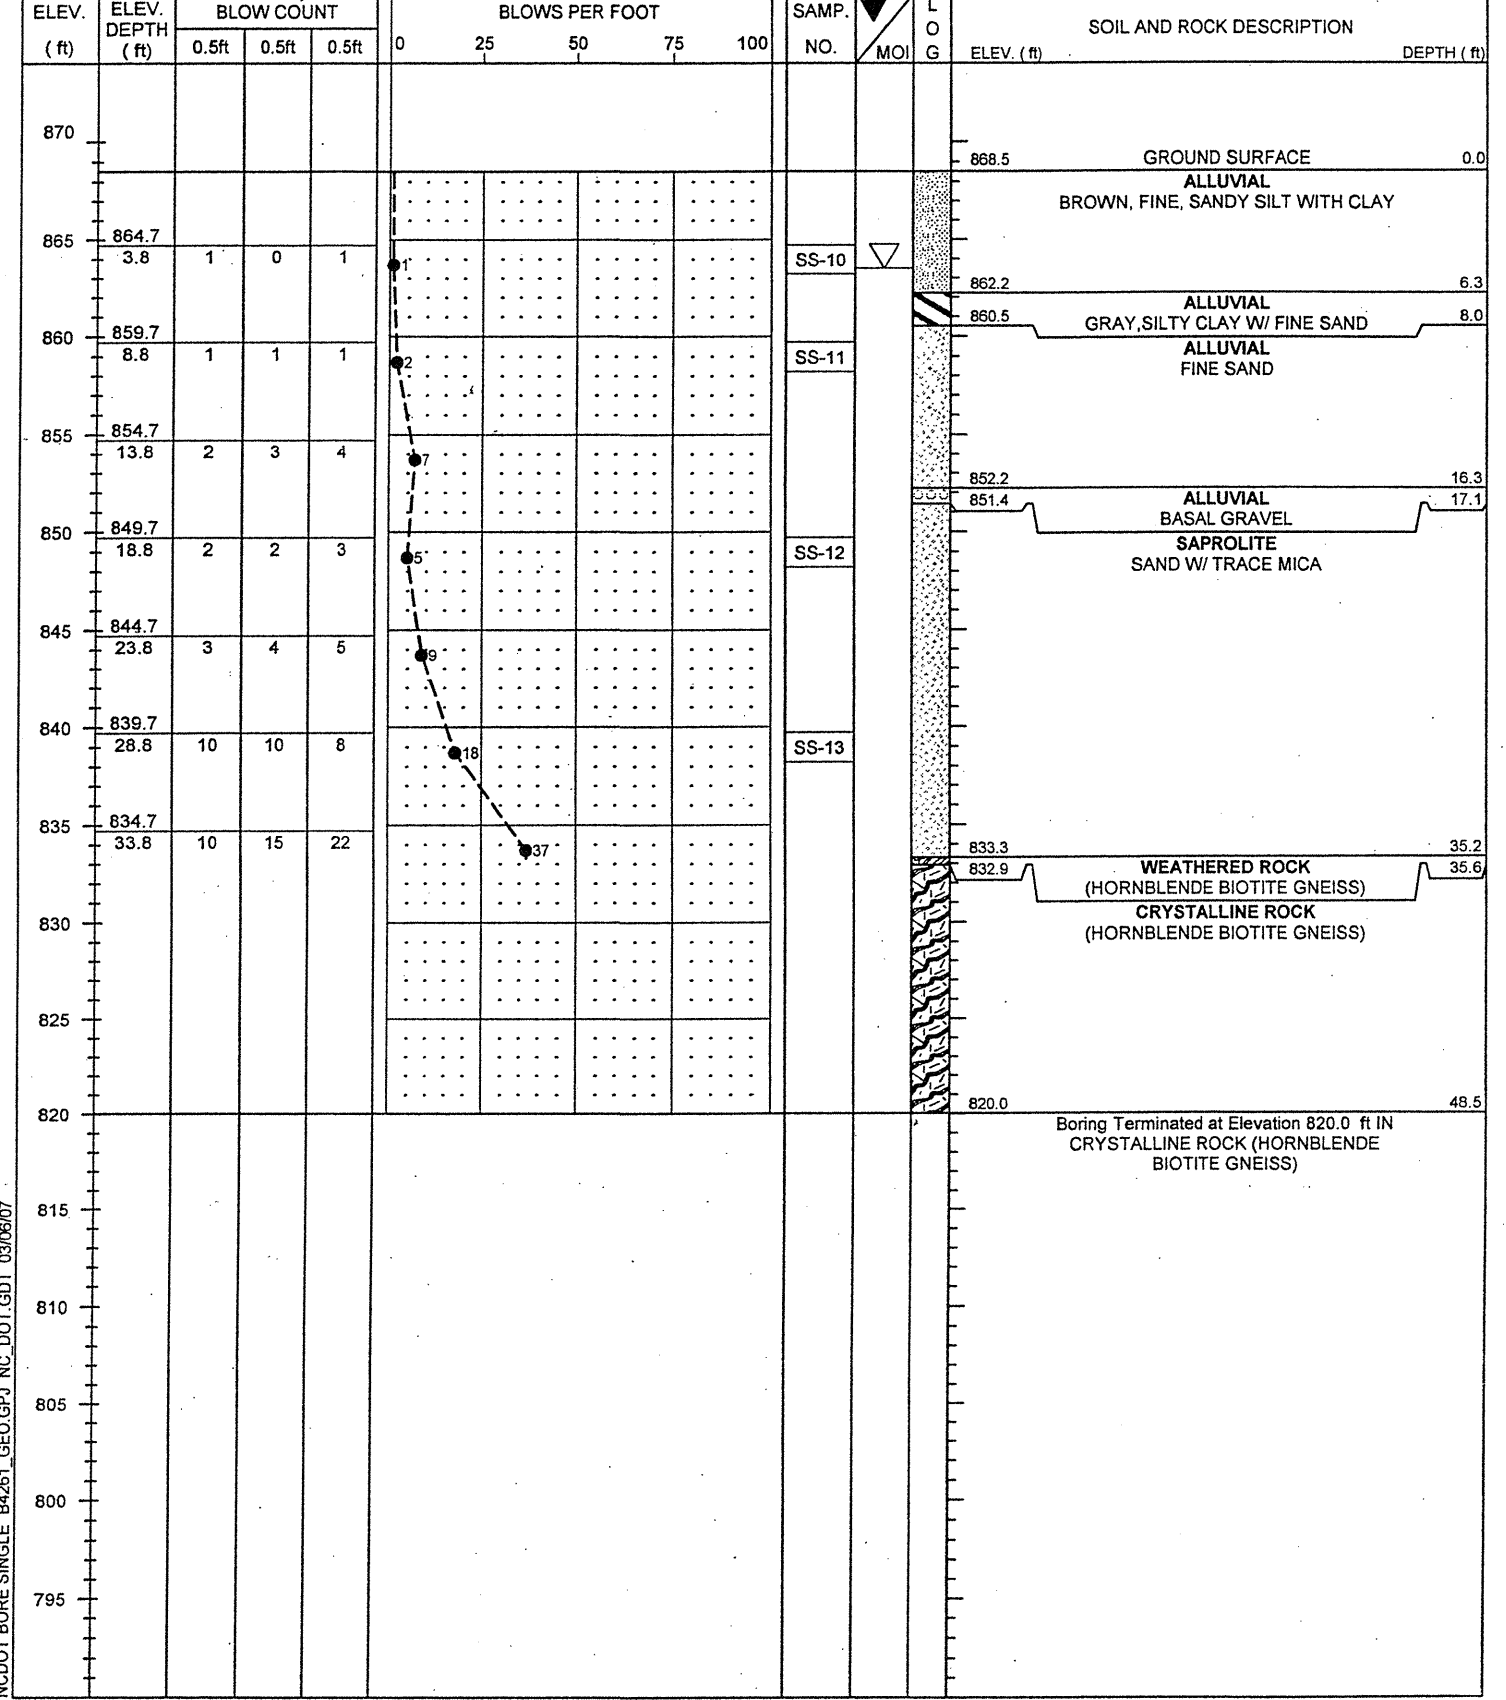 ELEV. ELEV. BLOW COUNT BLOWS PER FOOT SAMP. L
DEPTH O SOIL AND ROCK DESCRIPTION
( ft) ( ft) 0.5ft 0.5ft 0.5ft 0 25 50 75 100 NO. MOI G ELEV. ( ft) DEPTH ( ft)
870
868.5 GROUND SURFACE 0.0
ALLUVIAL
BROWN, FINE, SANDY SILT WITH CLAY
865 864.7
3.8 1 0 1 1 SS-10
862.2 6.3
ALLUVIAL
860.5 GRAY,SILTY CLAY W/ FINE SAND 8.0
860 859.7
8.8 1 1 1 2 SS-11
ALLUVIAL
FINE SAND
855 854.7
13.8 2 3 4 7
852.2 16.3
851.4 ALLUVIAL 17.1
BASAL GRAVEL
850 849.7
18.8 2 2 3 5 SS-12
SAPROLITE
SAND W/ TRACE MICA
845 844.7
23.8 3 4 5 9
840 839.7
28.8 10 10 8 18 SS-13
835 834.7
33.8 10 15 22 37
833.3 35.2
832.9 WEATHERED ROCK 35.6
(HORNBLENDE BIOTITE GNEISS)
CRYSTALLINE ROCK
(HORNBLENDE BIOTITE GNEISS)
830
825
820 820.0 48.5
Boring Terminated at Elevation 820.0 ft IN
CRYSTALLINE ROCK (HORNBLENDE
BIOTITE GNEISS)
815
810
805
800
795
NCDOT BORE SINGLE B4261_GEO.GPJ NC_DOT.GDT 03/06/07